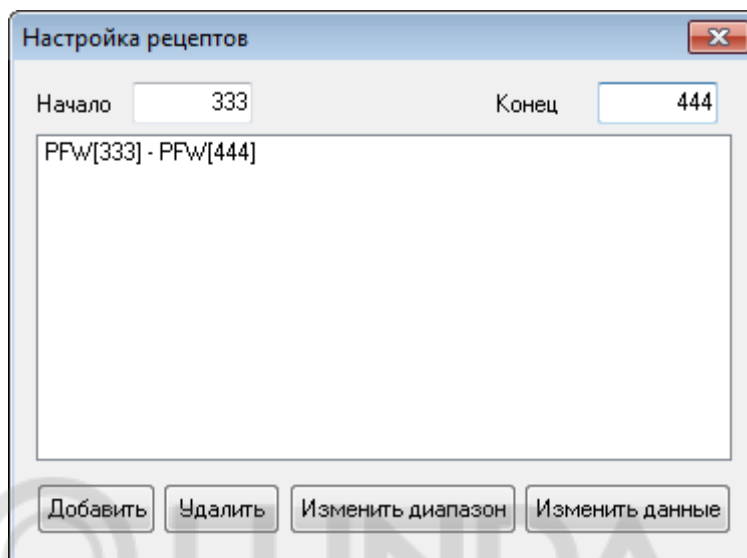 Настройка рецептов
Начало 333 Конец 444
PFW[333] - PFW[444]
Добавить Удалить Изменить диапазон Изменить данные